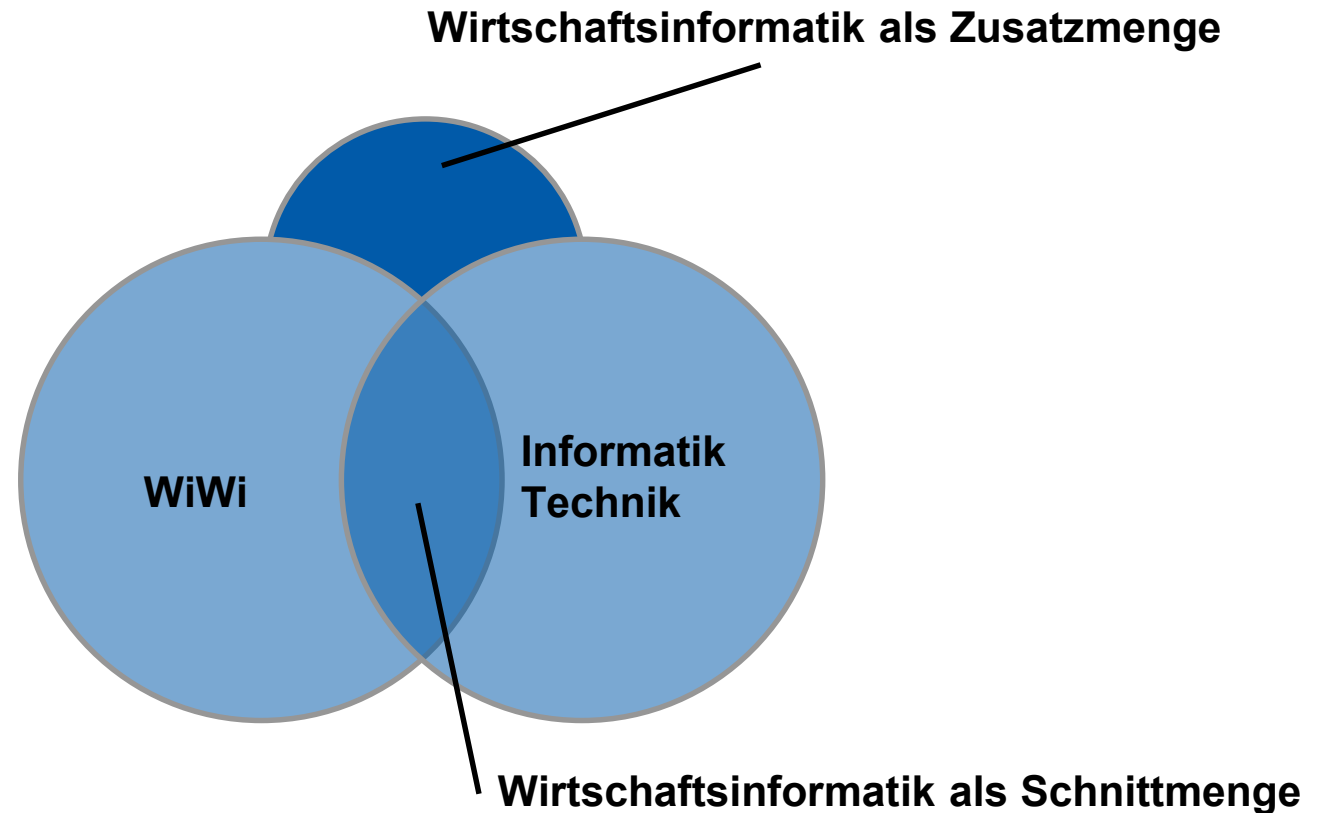 Wirtschaftsinformatik als Zusatzmenge
WiWi
Informatik
Technik
Wirtschaftsinformatik als Schnittmenge